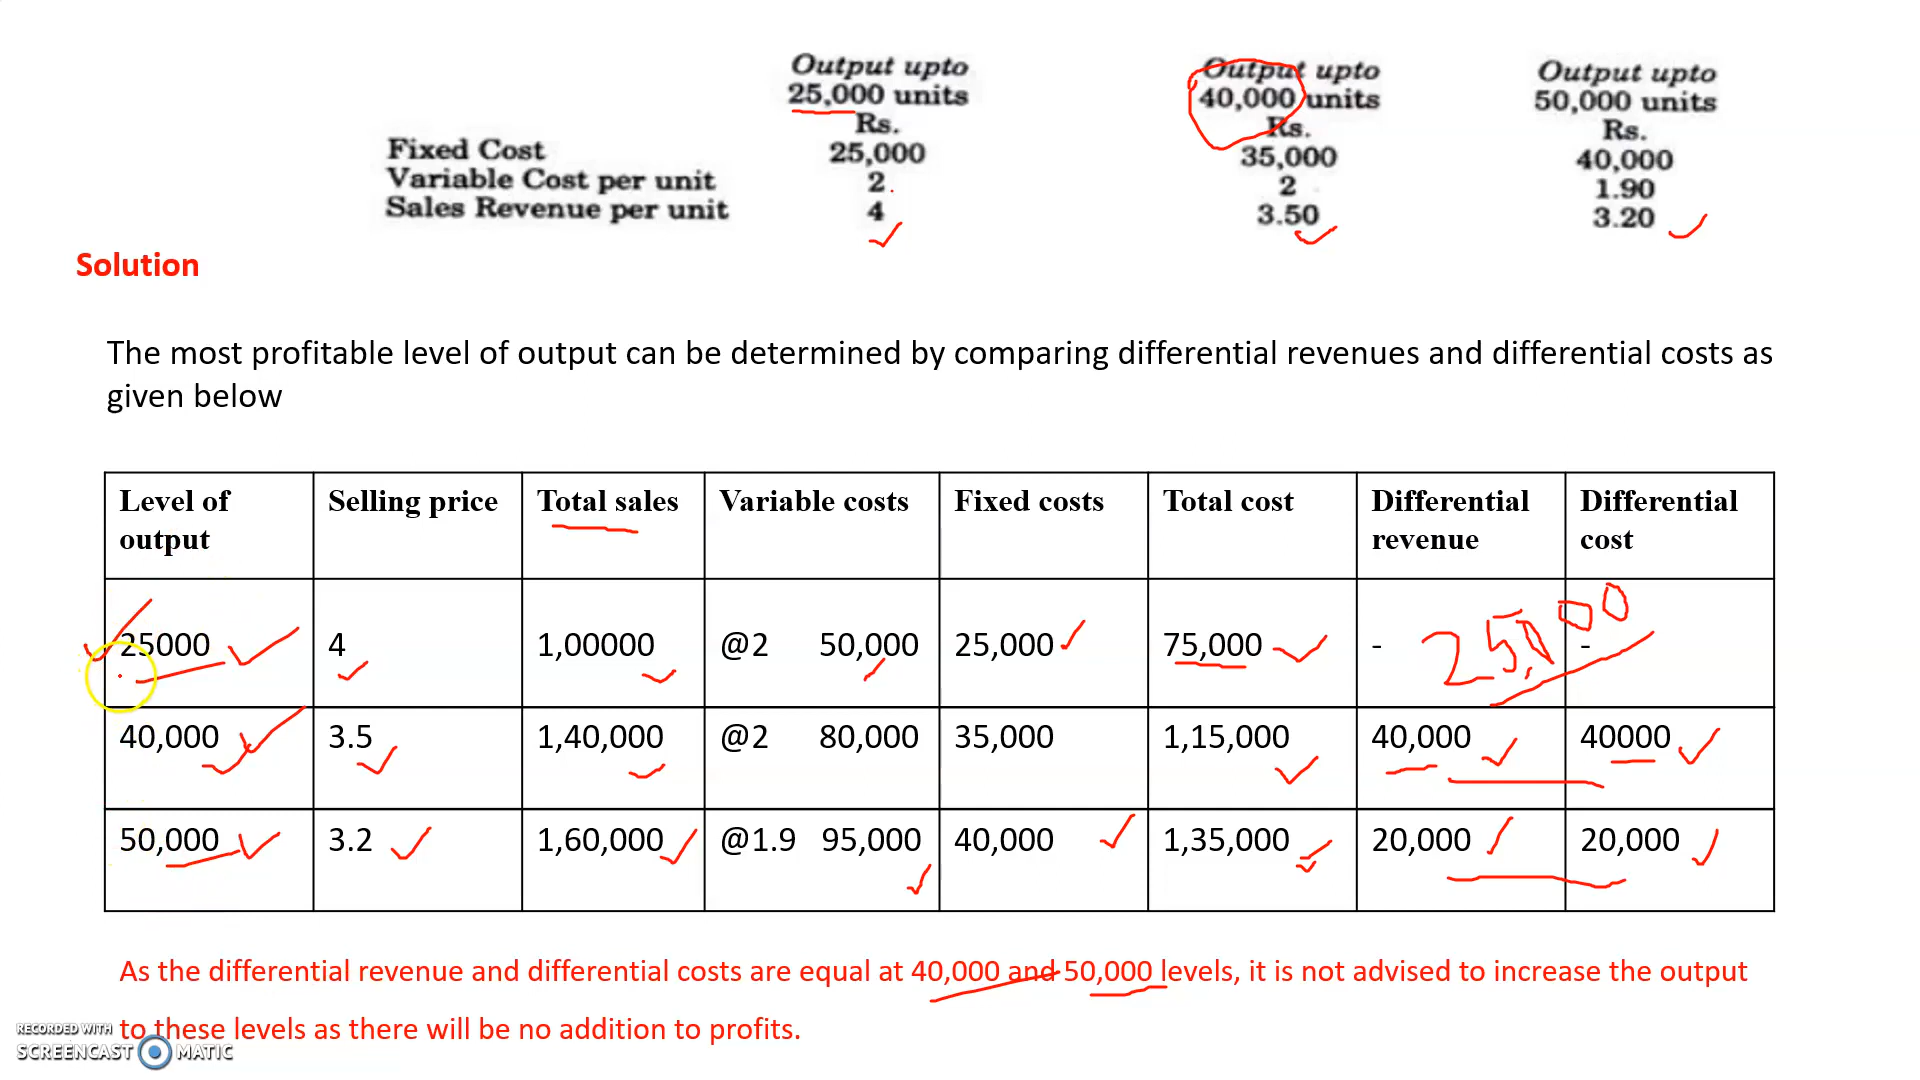 Output upto Output upto Output upto
25,000 units 40,000 units 50,000 units
Rs. Rs. Rs.
Fixed Cost 25,000 35,000 40,000
Variable Cost per unit 2 2 1.90
Sales Revenue per unit 4 3.50 3.20
Solution
The most profitable level of output can be determined by comparing differential revenues and differential costs as
given below
Level of Selling price Total sales Variable costs Fixed costs Total cost Differential Differential
output revenue cost
25000 4 1,00000 @2 50,000 25,000 75,000 - 25,000 -
40,000 3.5 1,40,000 @2 80,000 35,000 1,15,000 40,000 40000
50,000 3.2 1,60,000 @1.9 95,000 40,000 1,35,000 20,000 20,000
As the differential revenue and differential costs are equal at 40,000 and 50,000 levels, it is not advised to increase the output
to these levels as there will be no addition to profits.
RECORDED WITH
SCREENCAST MATIC